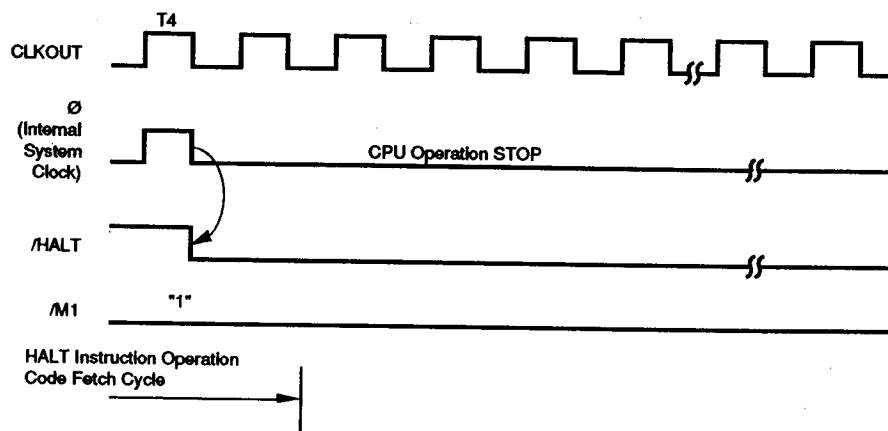 T4
CLKOUT
Ø
(Internal
System
Clock)
CPU Operation STOP
/HALT
/M1
"1"
HALT Instruction Operation
Code Fetch Cycle